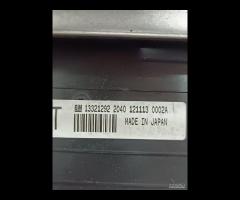 GM 13321292 2040 121113 0002A
T MADE IN JAPAN